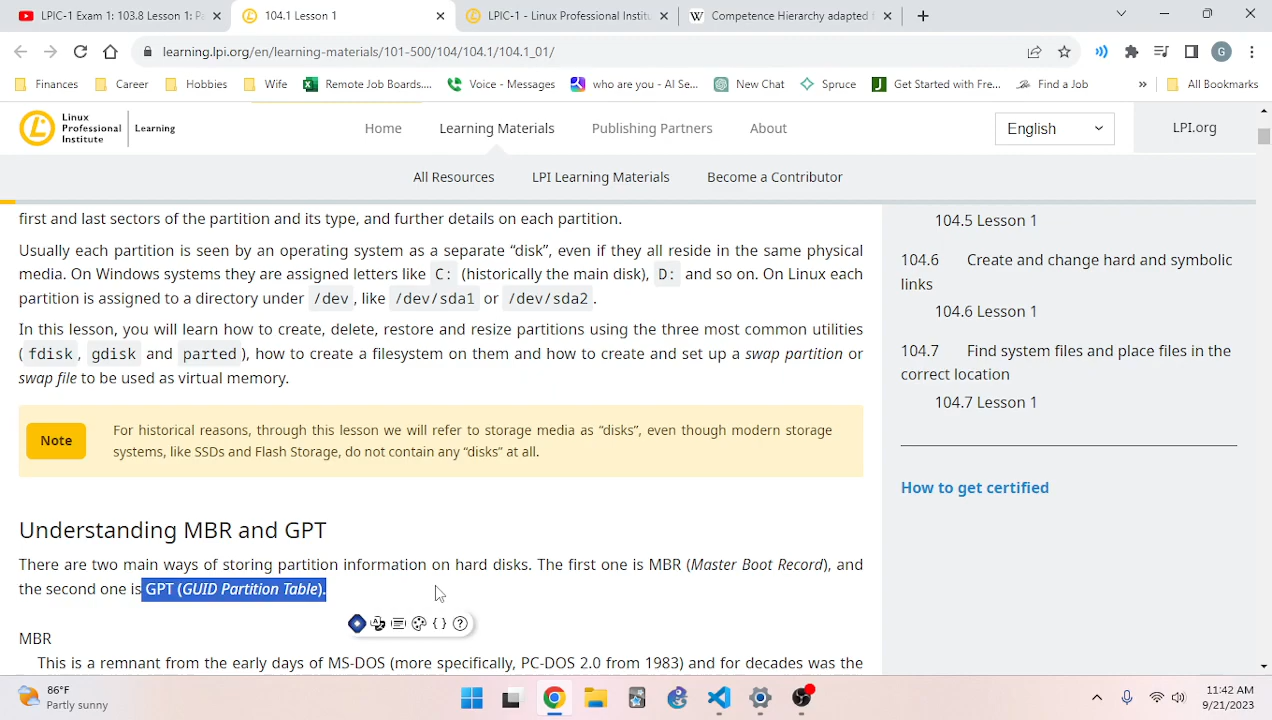 LPIC-1 Exam 1: 103.8 Lesson 1: P
104.1 Lesson 1
LPIC-1 - Linux Professional Institu
Competence Hierarchy adapted f
learning.lpi.org/en/learning-materials/101-500/104/104.1/104.1_01/
G
Finances
Career
Hobbies
Wife
Remote Job Boards....
Voice - Messages
who are you - AI Se...
New Chat
Spruce
Get Started with Fre...
Find a Job
»
All Bookmarks
Linux
Professional
Institute
Learning
Home
Learning Materials
Publishing Partners
About
English
LPI.org
All Resources
LPI Learning Materials
Become a Contributor
first and last sectors of the partition and its type, and further details on each partition.
Usually each partition is seen by an operating system as a separate “disk”, even if they all reside in the same physical
media. On Windows systems they are assigned letters like C: (historically the main disk), D: and so on. On Linux each
partition is assigned to a directory under /dev, like /dev/sda1 or /dev/sda2.
In this lesson, you will learn how to create, delete, restore and resize partitions using the three most common utilities
(fdisk, gdisk and parted), how to create a filesystem on them and how to create and set up a swap partition or
swap file to be used as virtual memory.
Note
For historical reasons, through this lesson we will refer to storage media as “disks”, even though modern storage
systems, like SSDs and Flash Storage, do not contain any “disks” at all.
Understanding MBR and GPT
There are two main ways of storing partition information on hard disks. The first one is MBR (Master Boot Record), and
the second one is GPT (GUID Partition Table).
MBR
This is a remnant from the early days of MS-DOS (more specifically, PC-DOS 2.0 from 1983) and for decades was the
104.5 Lesson 1
104.6 Create and change hard and symbolic
links
104.6 Lesson 1
104.7 Find system files and place files in the
correct location
104.7 Lesson 1
How to get certified
86°F
Partly sunny
11:42 AM
9/21/2023